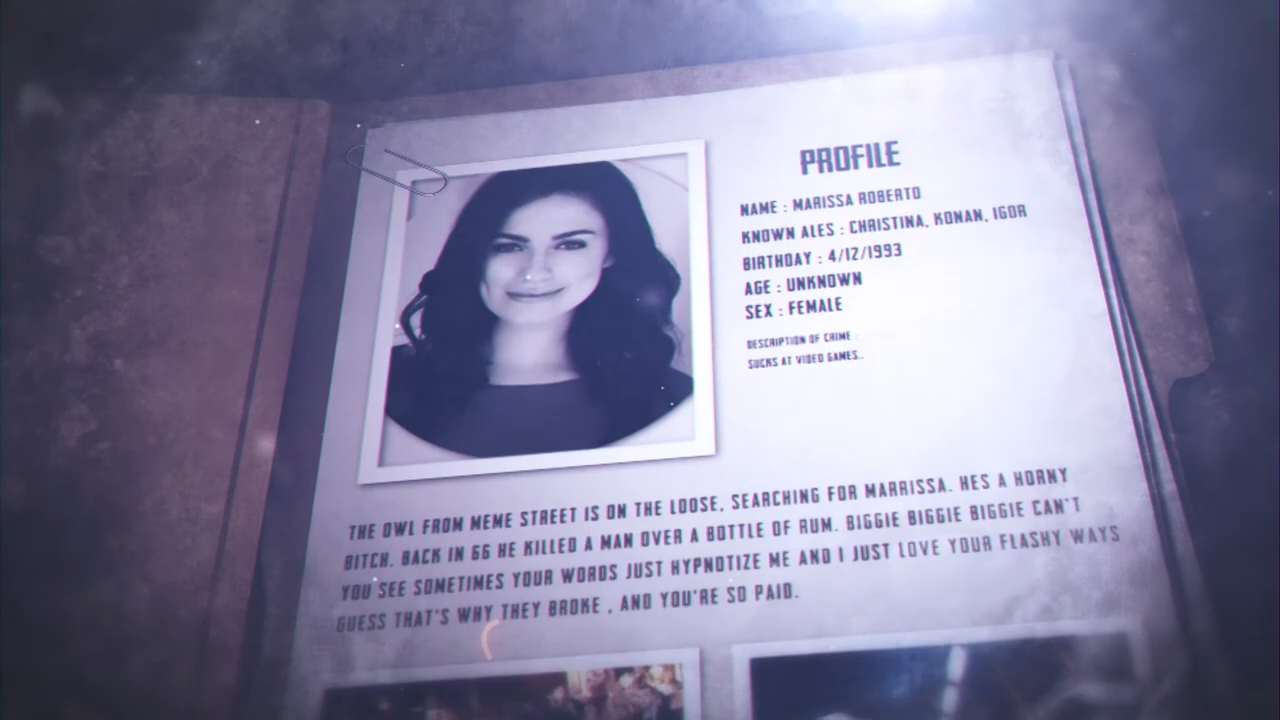 PROFILE
NAME : MARISSA ROBERTO
KNOWN ALES : CHRISTINA, KONAN, IGOR
BIRTHDAY : 4/12/1993
AGE : UNKNOWN
SEX : FEMALE
DESCRIPTION OF CRIME :
SUCKS AT VIDEO GAMES..
THE OWL FROM MEME STREET IS ON THE LOOSE, SEARCHING FOR MARRISSA. HES A HORNY
BITCH. BACK IN 66 HE KILLED A MAN OVER A BOTTLE OF RUM. BIGGIE BIGGIE BIGGIE CAN'T
YOU SEE SOMETIMES YOUR WORDS JUST HYPNOTIZE ME AND I JUST LOVE YOUR FLASHY WAYS
GUESS THAT'S WHY THEY BROKE , AND YOU'RE SO PAID.